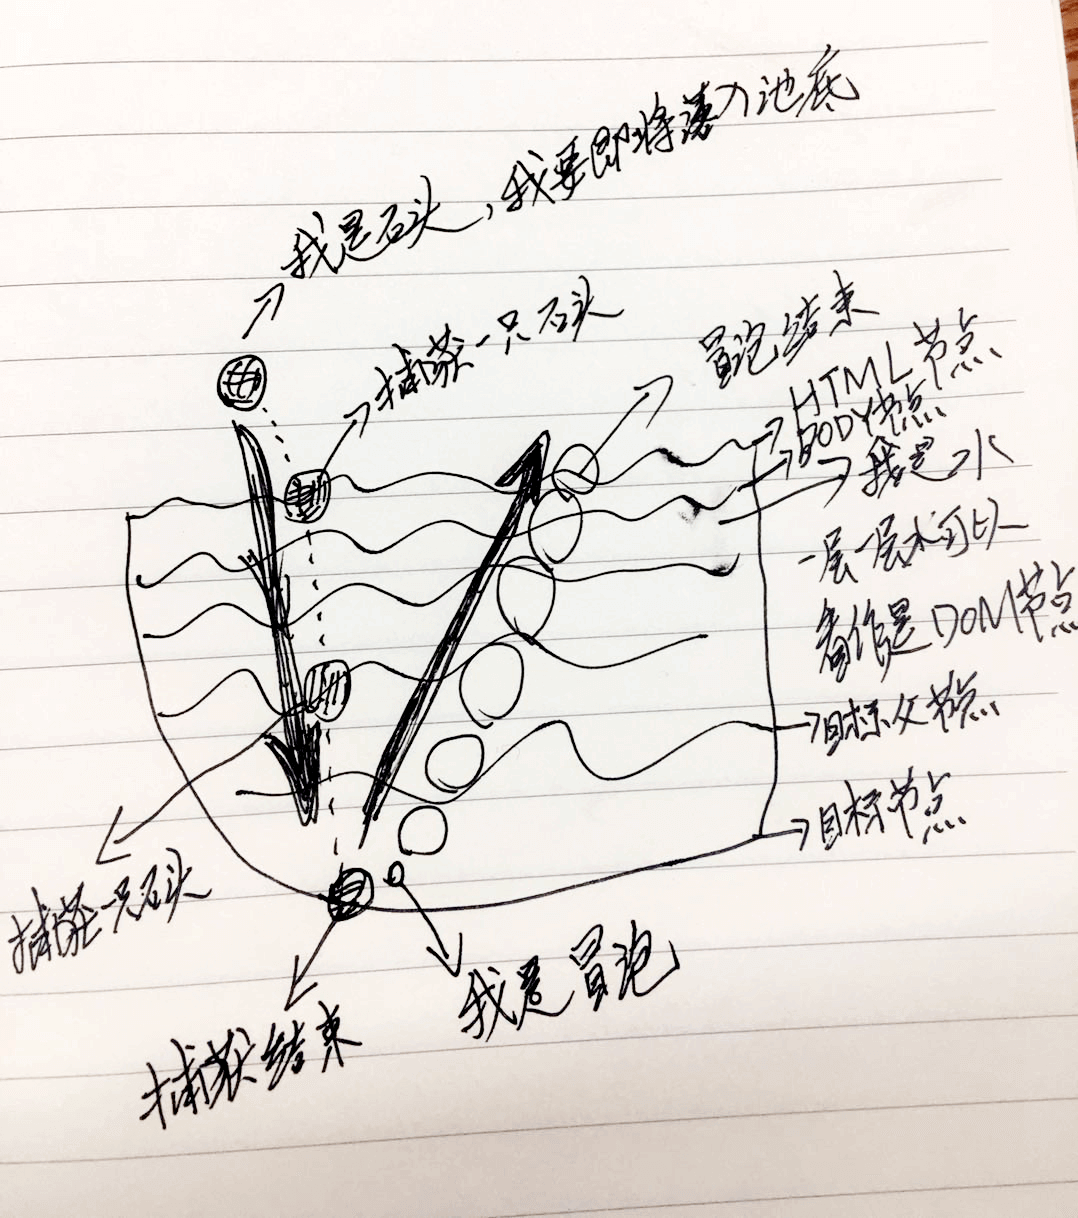 我是石头，我要即将落入池底
捕获一只石头
冒泡结束
HTML节点
BODY节点
我是水
一层一层水可以
看作是DOM节点
目标父节点
目标节点
捕获一只石头
我是冒泡
捕获结束